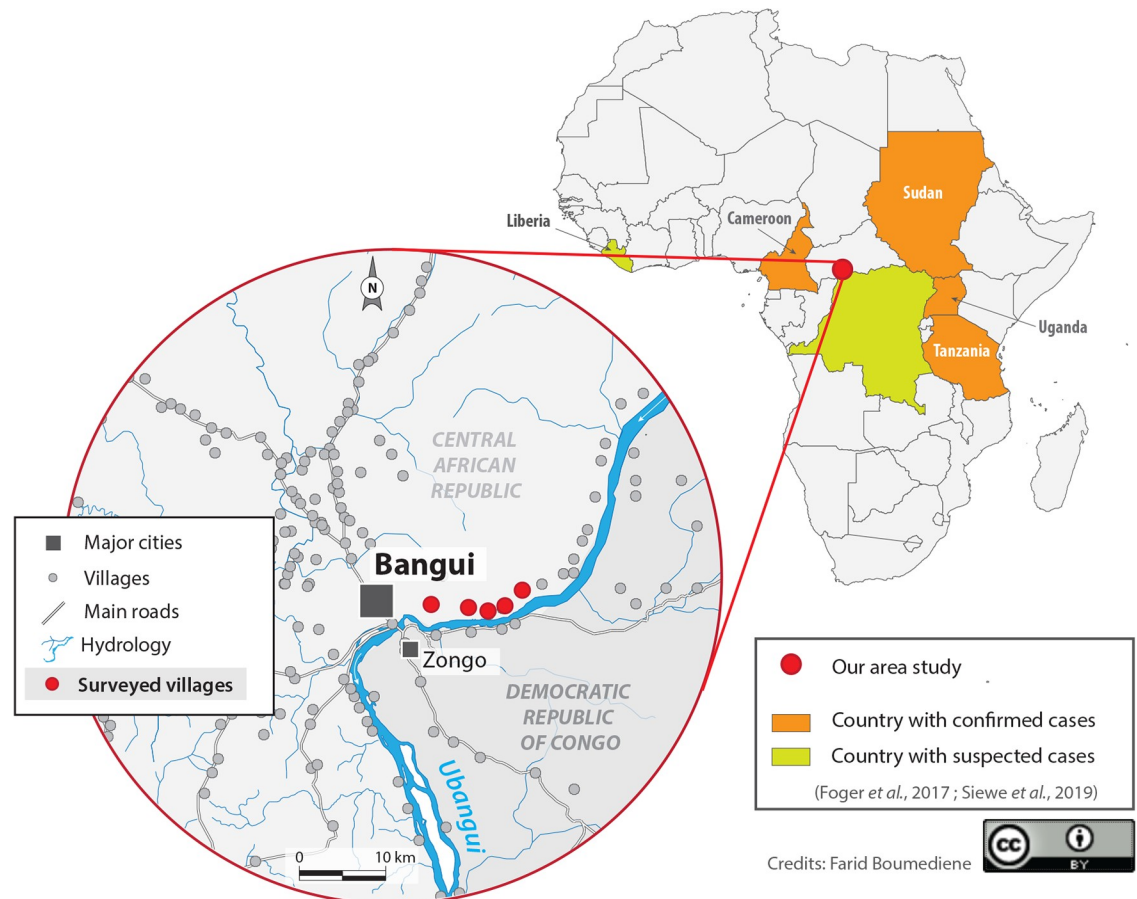 Sudan
Liberia
Cameroon
Uganda
Tanzania
N
CENTRAL
AFRICAN
REPUBLIC
Major cities
Villages
Main roads
Hydrology
Surveyed villages
Bangui
Zongo
DEMOCRATIC
REPUBLIC
OF CONGO
Ubangui
0 10 km
Our area study
Country with confirmed cases
Country with suspected cases
(Foger et al., 2017 ; Siewe et al., 2019)
Credits: Farid Boumediene
cc
BY